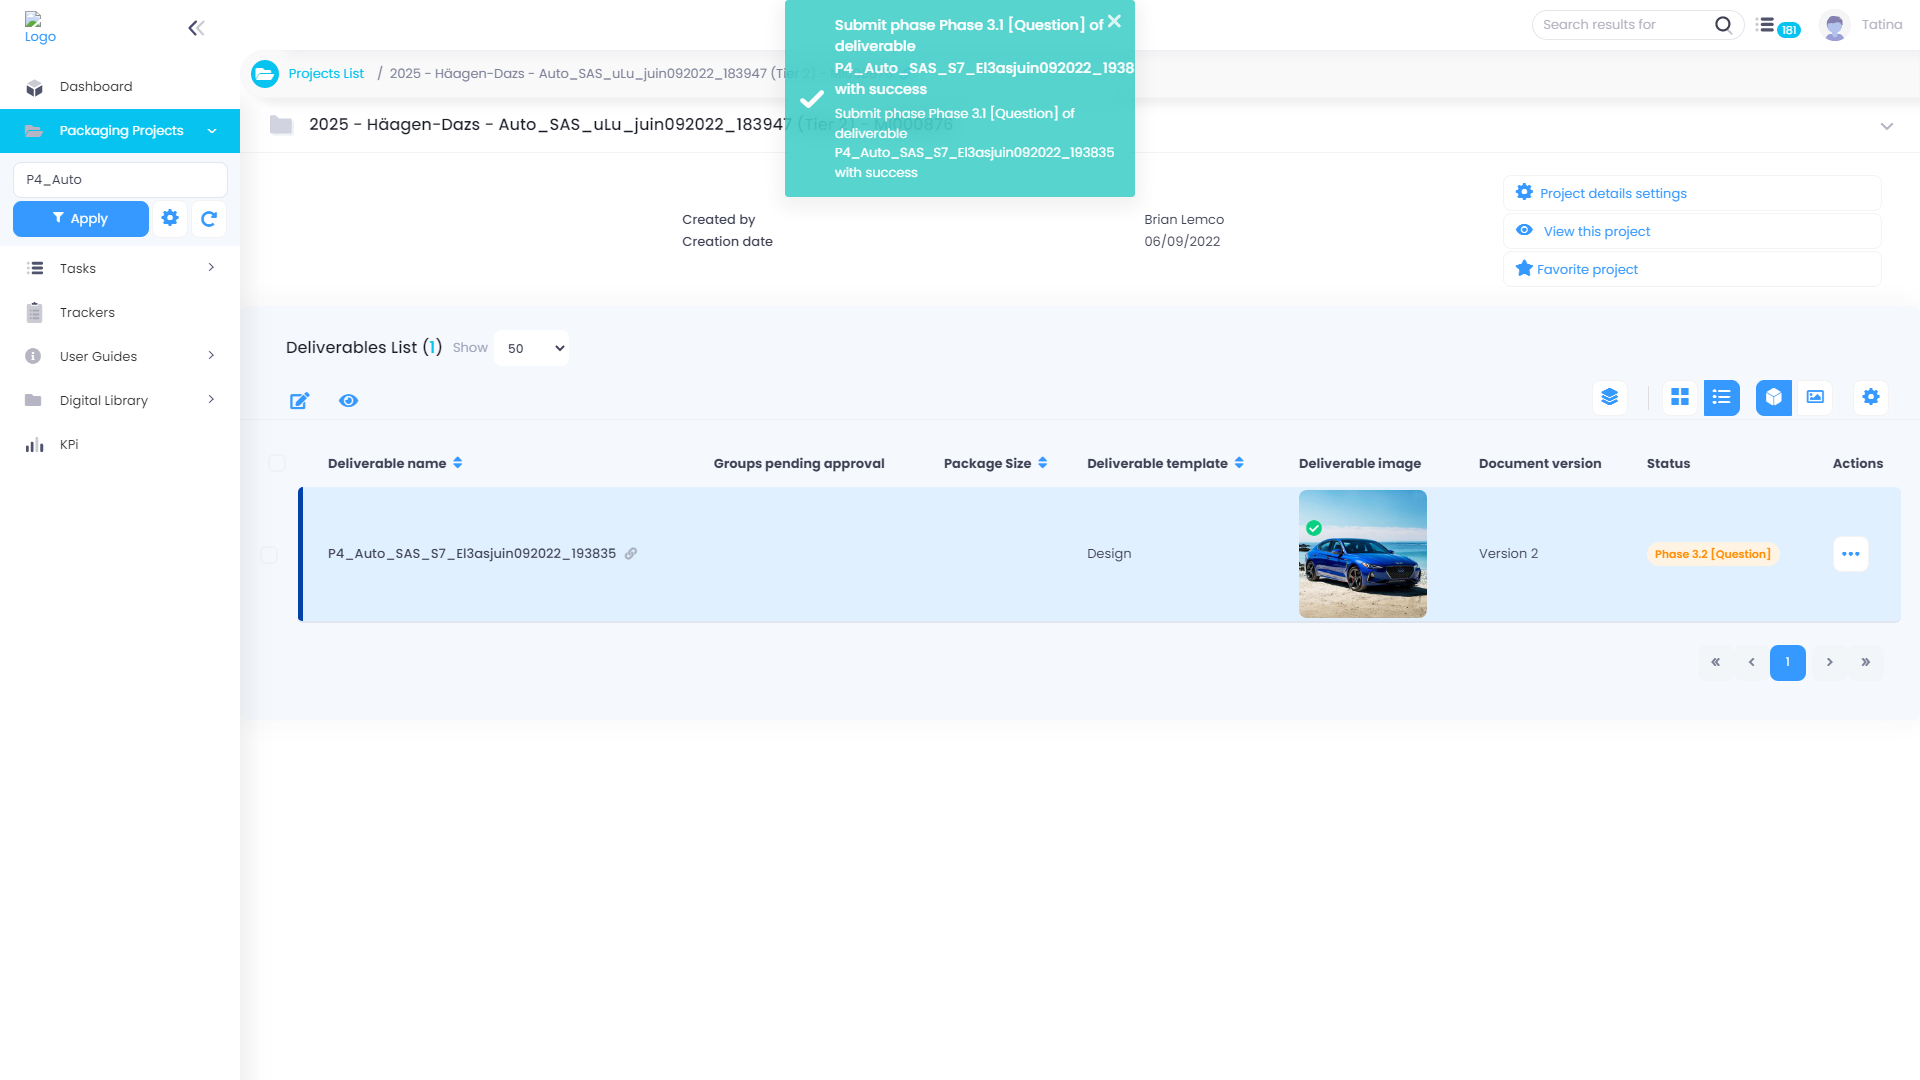 Logo
Submit phase Phase 3.1 [Question] of
deliverable
P4_Auto_SAS_S7_El3asjuin092022_1938
with success
Submit phase Phase 3.1 [Question] of
deliverable
P4_Auto_SAS_S7_El3asjuin092022_193835
with success
Search results for
181
Tatina
Projects List / 2025 - Häagen-Dazs - Auto_SAS_uLu_juin092022_183947 (Tier 2)
2025 - Häagen-Dazs - Auto_SAS_uLu_juin092022_183947 (Tier 2) - MI000876
Dashboard
Packaging Projects
P4_Auto
Apply
Tasks
Trackers
User Guides
Digital Library
KPi
Created by
Brian Lemco
Creation date
06/09/2022
Project details settings
View this project
Favorite project
Deliverables List (1) Show 50
Deliverable name Groups pending approval Package Size Deliverable template Deliverable image Document version Status Actions
P4_Auto_SAS_S7_El3asjuin092022_193835 Design Version 2 Phase 3.2 [Question]
« ‹ 1 › »